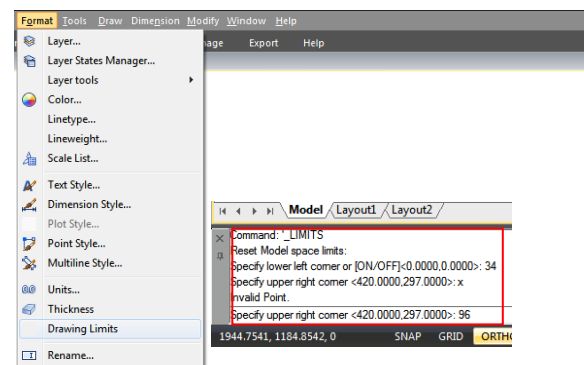 Format Tools Draw Dimension Modify Window Help
Export Help
Layer...
Layer States Manager...
Layer tools
Color...
Linetype...
Lineweight...
Scale List...
Text Style...
Dimension Style...
Plot Style...
Point Style...
Multiline Style...
Units...
Thickness
Drawing Limits
Rename...
Model Layout1 Layout2
Command: '_LIMITS
Reset Model space limits:
Specify lower left corner or [ON/OFF]<0.0000,0.0000>: 34
Specify upper right corner <420.0000,297.0000>: x
Invalid Point.
Specify upper right corner <420.0000,297.0000>: 96
1944.7541, 1184.8542, 0 SNAP GRID